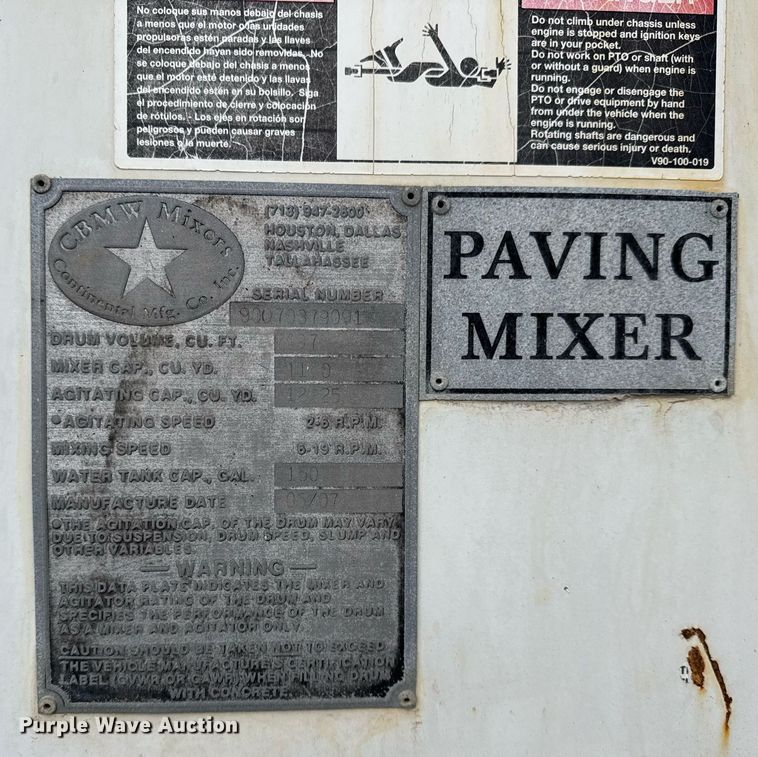 No coloque sus manos debajo del chasis
a menos que el motor o las unidades
propulsoras estén paradas y las llaves
del encendido hayan sido removidas. No
se coloque debajo del chasis a menos
que el motor esté detenido y las llavas
del encendido estén en su bolsillo. Siga
el procedimiento de cierre y colocación
de rótulos. - Los ejes en rotación son
peligrosos y pueden causar graves
lesiones o la muerte.
Do not climb under chassis unless
engine is stopped and ignition keys
are in your pocket.
Do not work on PTO or shaft (with
or without a guard) when engine is
running.
Do not engage or disengage the
PTO or drive equipment by hand
from under the vehicle when the
engine is running.
Rotating shafts are dangerous and
can cause serious injury or death.
V90-100-019
CBMW Mixers
Continental Mfg. Co. Inc.
(713) 947-2600
HOUSTON, DALLAS
NASHVILLE
TALLAHASSEE
SERIAL NUMBER
DRUM VOLUME, CU. FT.
MIXER CAP., CU. YD.
AGITATING CAP., CU. YD.
•AGITATING SPEED 2-6 R.P.M.
MIXING SPEED 6-19 R.P.M.
WATER TANK CAP., GAL. 150
MANUFACTURE DATE
•THE AGITATION CAP. OF THE DRUM MAY VARY
DUE TO SUSPENSION, DRUM SPEED, SLUMP AND
OTHER VARIABLES.
— WARNING —
THIS DATA PLATE INDICATES THE MIXER AND
AGITATOR RATING OF THE DRUM AND
SPECIFIES THE PERFORMANCE OF THE DRUM
AS A MIXER AND AGITATOR ONLY.
CAUTION SHOULD BE TAKEN NOT TO EXCEED
THE VEHICLE MANUFACTURE'S CERTIFICATION
LABEL (GVWR OR GAWR) WHEN FILLING DRUM
WITH CONCRETE.
PAVING
MIXER
Purple Wave Auction